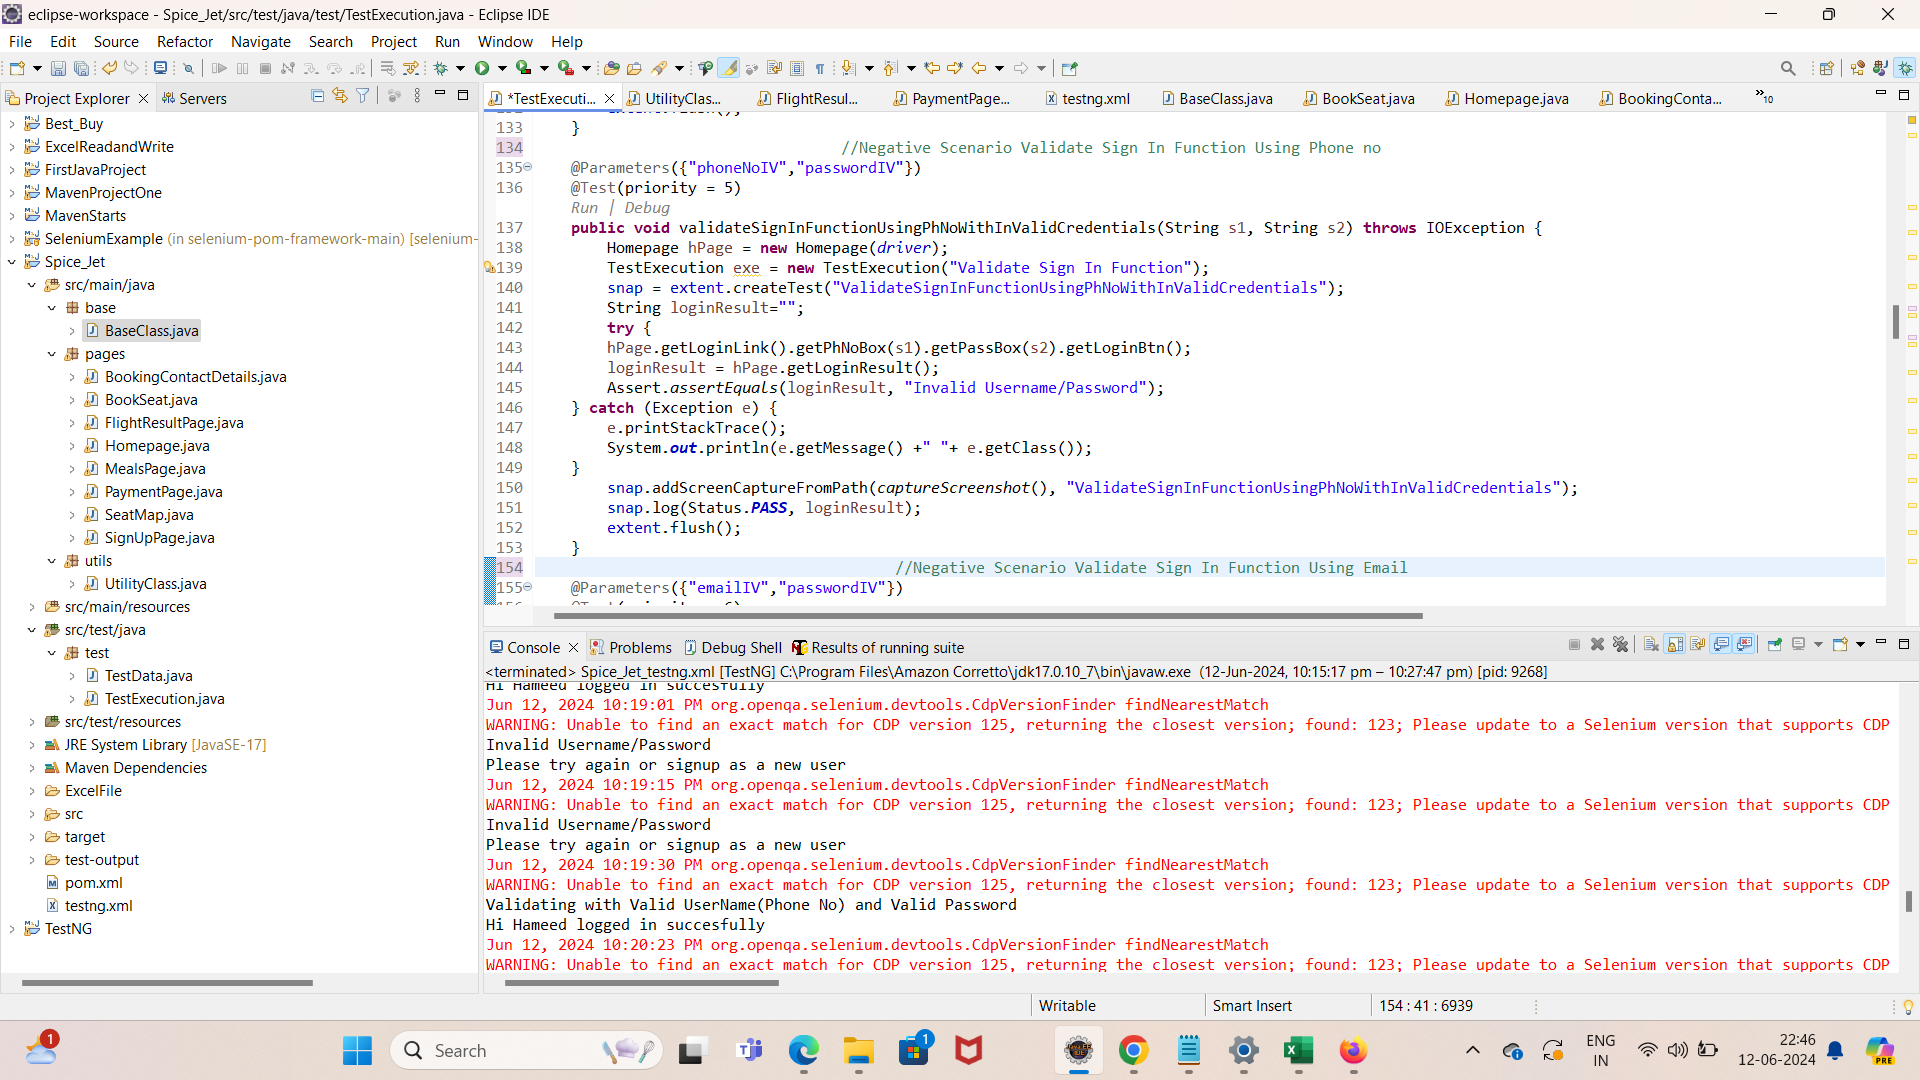 eclipse-workspace - Spice_Jet/src/test/java/test/TestExecution.java - Eclipse IDE
File Edit Source Refactor Navigate Search Project Run Window Help
Project Explorer
Servers
*TestExecuti...
UtilityClas...
FlightResul...
PaymentPage...
testng.xml
BaseClass.java
BookSeat.java
Homepage.java
BookingConta...
»10
Best_Buy
ExcelReadandWrite
FirstJavaProject
MavenProjectOne
MavenStarts
SeleniumExample (in selenium-pom-framework-main) [selenium-
Spice_Jet
src/main/java
base
BaseClass.java
pages
BookingContactDetails.java
BookSeat.java
FlightResultPage.java
Homepage.java
MealsPage.java
PaymentPage.java
SeatMap.java
SignUpPage.java
utils
UtilityClass.java
src/main/resources
src/test/java
test
TestData.java
TestExecution.java
src/test/resources
JRE System Library [JavaSE-17]
Maven Dependencies
ExcelFile
src
target
test-output
pom.xml
testng.xml
TestNG
133 }
134 //Negative Scenario Validate Sign In Function Using Phone no
135 @Parameters({"phoneNoIV","passwordIV"})
136 @Test(priority = 5)
Run | Debug
137 public void validateSignInFunctionUsingPhNoWithInValidCredentials(String s1, String s2) throws IOException {
138 Homepage hPage = new Homepage(driver);
139 TestExecution exe = new TestExecution("Validate Sign In Function");
140 snap = extent.createTest("ValidateSignInFunctionUsingPhNoWithInValidCredentials");
141 String loginResult="";
142 try {
143 hPage.getLoginLink().getPhNoBox(s1).getPassBox(s2).getLoginBtn();
144 loginResult = hPage.getLoginResult();
145 Assert.assertEquals(loginResult, "Invalid Username/Password");
146 } catch (Exception e) {
147 e.printStackTrace();
148 System.out.println(e.getMessage() +" "+ e.getClass());
149 }
150 snap.addScreenCaptureFromPath(captureScreenshot(), "ValidateSignInFunctionUsingPhNoWithInValidCredentials");
151 snap.log(Status.PASS, loginResult);
152 extent.flush();
153 }
154 //Negative Scenario Validate Sign In Function Using Email
155 @Parameters({"emailIV","passwordIV"})
Console
Problems
Debug Shell
Results of running suite
<terminated> Spice_Jet_testng.xml [TestNG] C:\Program Files\Amazon Corretto\jdk17.0.10_7\bin\javaw.exe (12-Jun-2024, 10:15:17 pm – 10:27:47 pm) [pid: 9268]
Hi Hameed logged in succesfully
Jun 12, 2024 10:19:01 PM org.openqa.selenium.devtools.CdpVersionFinder findNearestMatch
WARNING: Unable to find an exact match for CDP version 125, returning the closest version; found: 123; Please update to a Selenium version that supports CDP
Invalid Username/Password
Please try again or signup as a new user
Jun 12, 2024 10:19:15 PM org.openqa.selenium.devtools.CdpVersionFinder findNearestMatch
WARNING: Unable to find an exact match for CDP version 125, returning the closest version; found: 123; Please update to a Selenium version that supports CDP
Invalid Username/Password
Please try again or signup as a new user
Jun 12, 2024 10:19:30 PM org.openqa.selenium.devtools.CdpVersionFinder findNearestMatch
WARNING: Unable to find an exact match for CDP version 125, returning the closest version; found: 123; Please update to a Selenium version that supports CDP
Validating with Valid UserName(Phone No) and Valid Password
Hi Hameed logged in succesfully
Jun 12, 2024 10:20:23 PM org.openqa.selenium.devtools.CdpVersionFinder findNearestMatch
WARNING: Unable to find an exact match for CDP version 125, returning the closest version; found: 123; Please update to a Selenium version that supports CDP
Writable
Smart Insert
154 : 41 : 6939
1
Search
1
ENG
IN
22:46
12-06-2024
PRE